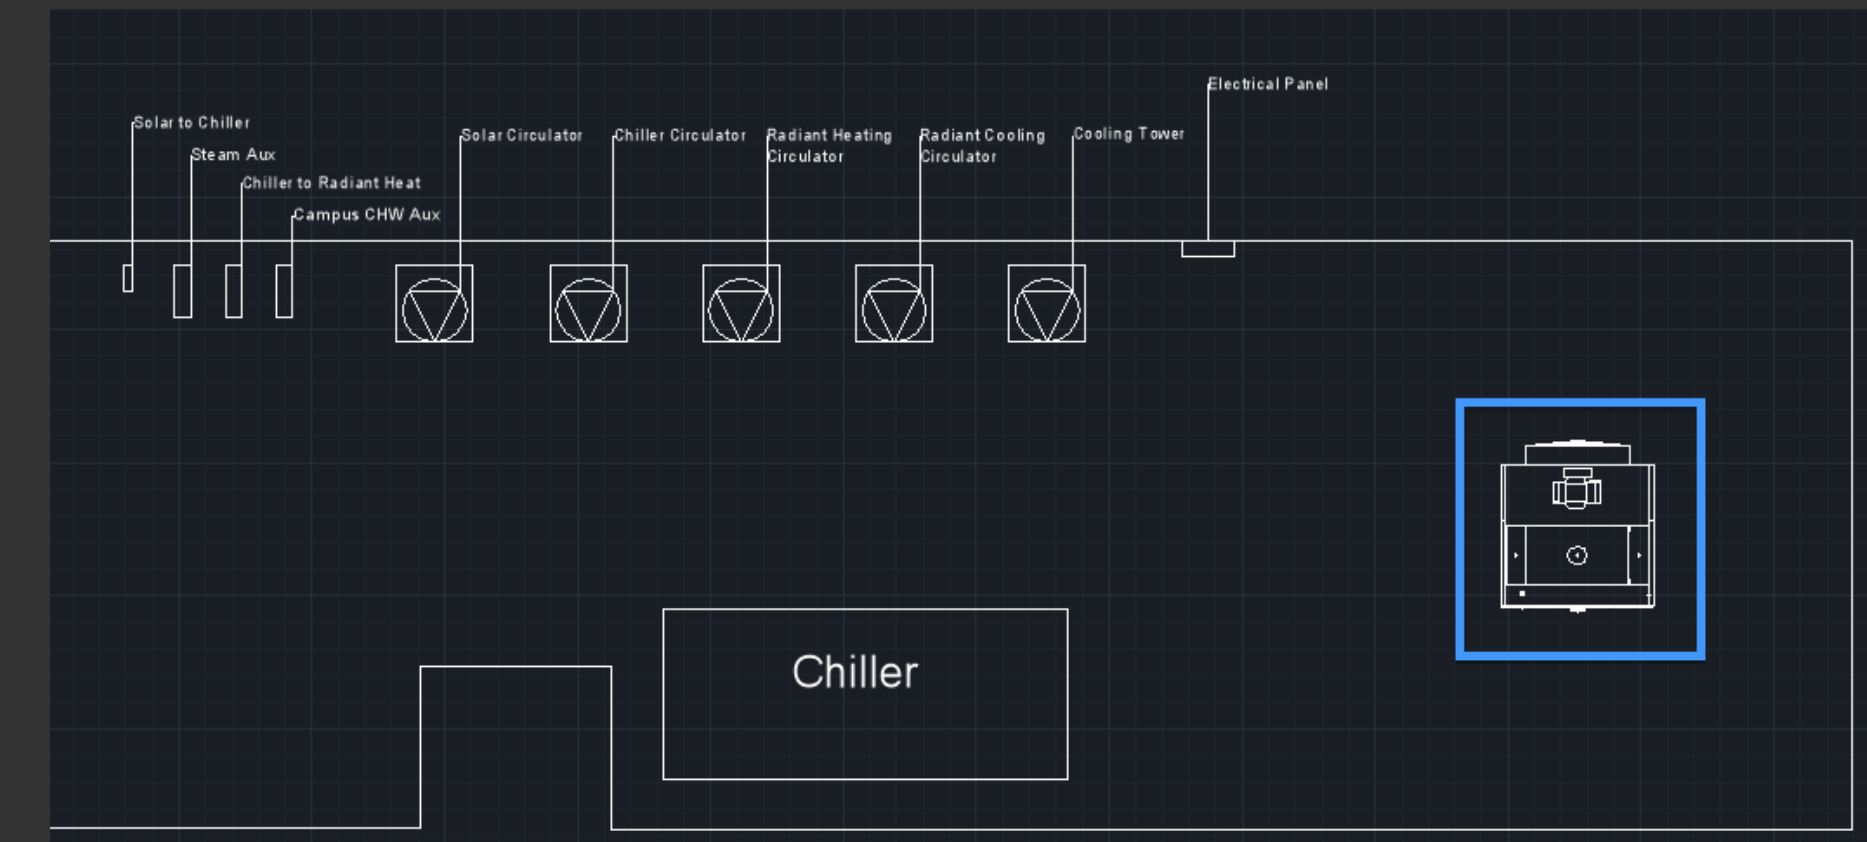 Electrical Panel
Solar to Chiller
Steam Aux
Chiller to Radiant Heat
Campus CHW Aux
Solar Circulator
Chiller Circulator
Radiant Heating
Circulator
Radiant Cooling
Circulator
Cooling Tower
Chiller